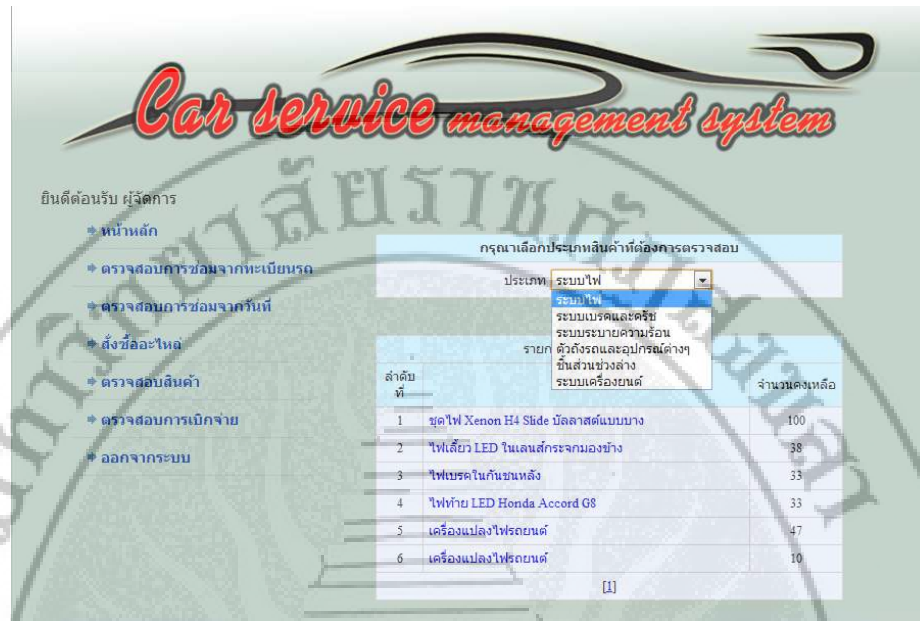 Car service management system
ยินดีต้อนรับ ผู้จัดการ
หน้าหลัก
ตรวจสอบการซ่อมจากทะเบียนรถ
ตรวจสอบการซ่อมจากวันที่
สั่งซื้ออะไหล่
ตรวจสอบสินค้า
ตรวจสอบการเบิกจ่าย
ออกจากระบบ
กรุณาเลือกประเภทสินค้าที่ต้องการตรวจสอบ
ประเภท ระบบไฟ
ระบบไฟ
ระบบเบรคและครัช
ระบบระบายความร้อน
ตัวถังรถและอุปกรณ์ต่างๆ
ชิ้นส่วนช่วงล่าง
ระบบเครื่องยนต์
ลำดับที่ จำนวนคงเหลือ
1 ชุดไฟ Xenon H4 Slide บัลลาสต์แบบบาง 100
2 ไฟเลี้ยว LED ในเลนส์กระจกมองข้าง 38
3 ไฟเบรคในกันชนหลัง 33
4 ไฟท้าย LED Honda Accord G8 33
5 เครื่องแปลงไฟรถยนต์ 47
6 เครื่องแปลงไฟรถยนต์ 10
[1]